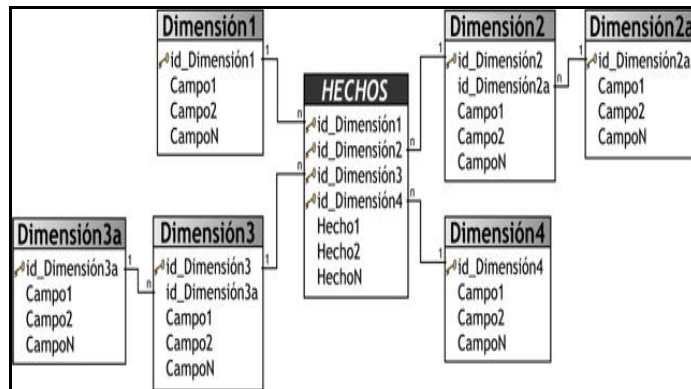 Dimensión1
id_Dimensión1
Campo1
Campo2
CampoN
1
n
HECHOS
id_Dimensión1
id_Dimensión2
id_Dimensión3
id_Dimensión4
Hecho1
Hecho2
HechoN
n
n
n
Dimensión2
1
id_Dimensión2
id_Dimensión2a
Campo1
Campo2
CampoN
n
1
Dimensión2a
id_Dimensión2a
Campo1
Campo2
CampoN
Dimensión3a
id_Dimensión3a
Campo1
Campo2
CampoN
1
n
Dimensión3
id_Dimensión3
id_Dimensión3a
Campo1
Campo2
CampoN
1
Dimensión4
1
id_Dimensión4
Campo1
Campo2
CampoN